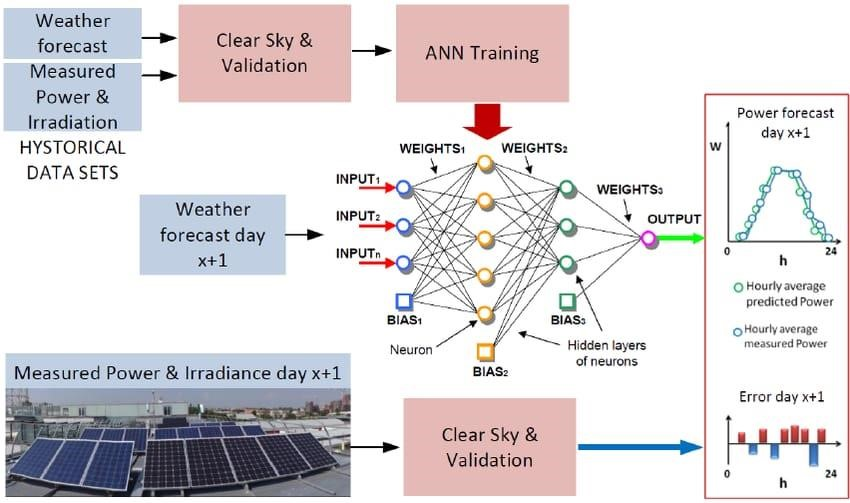 Weather
forecast
Measured
Power &
Irradiation
HYSTORICAL
DATA SETS
Clear Sky &
Validation
ANN Training
Weather
forecast day
x+1
WEIGHTS1
WEIGHTS2
WEIGHTS3
INPUT1
INPUT2
INPUTn
OUTPUT
BIAS1
BIAS2
BIAS3
Neuron
Hidden layers
of neurons
Power forecast
day x+1
W
0
h
24
Hourly average
predicted Power
Hourly average
measured Power
Measured Power & Irradiance day x+1
Clear Sky &
Validation
Error day x+1
0
h
24